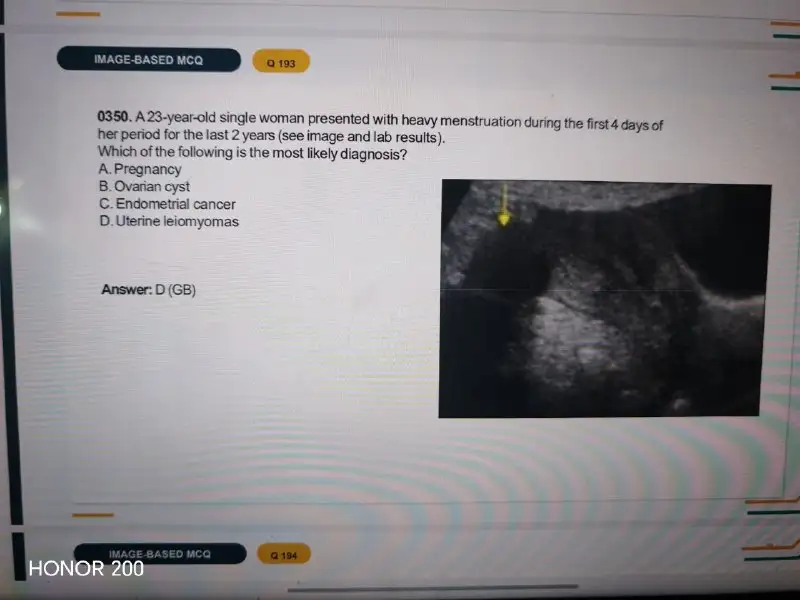 IMAGE-BASED MCQ
Q 193
0350. A 23-year-old single woman presented with heavy menstruation during the first 4 days of
her period for the last 2 years (see image and lab results).
Which of the following is the most likely diagnosis?
A. Pregnancy
B. Ovarian cyst
C. Endometrial cancer
D. Uterine leiomyomas
Answer: D (GB)
IMAGE-BASED MCQ
Q 194
HONOR 200